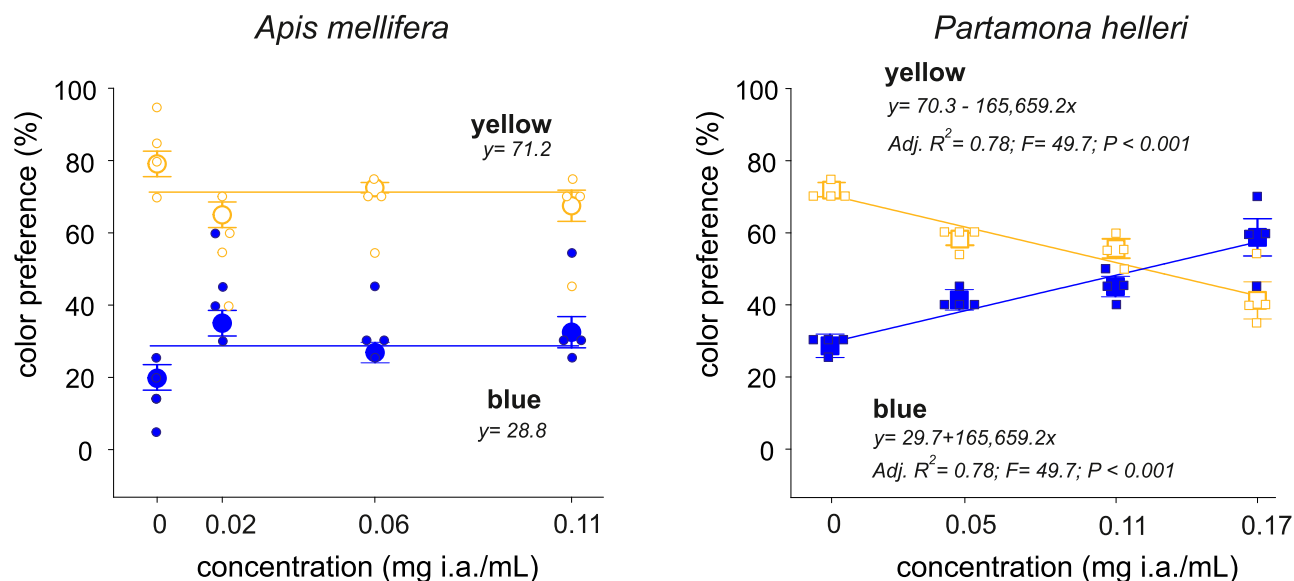 Apis mellifera
color preference (%)
100
80
60
40
20
0
yellow
y= 71.2
blue
y= 28.8
0
0.02
0.06
0.11
concentration (mg i.a./mL)
Partamona helleri
color preference (%)
100
80
60
40
20
0
yellow
y= 70.3 - 165,659.2x
Adj. R²= 0.78; F= 49.7; P < 0.001
blue
y= 29.7+165,659.2x
Adj. R²= 0.78; F= 49.7; P < 0.001
0
0.05
0.11
0.17
concentration (mg i.a./mL)